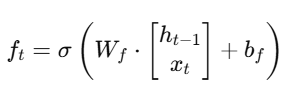 f_t = σ ( W_f · [ h_{t−1} x_t ] + b_f )